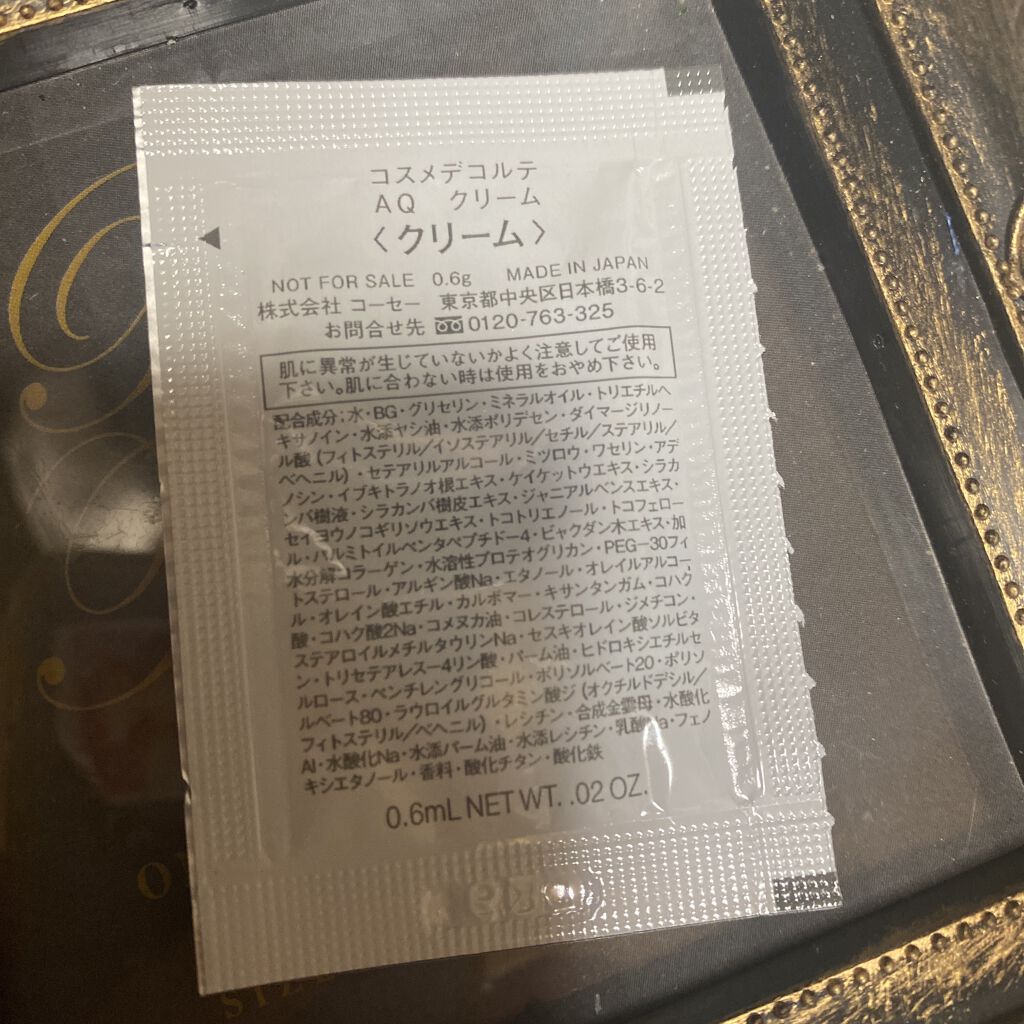 コスメデコルテ
AQ クリーム
〈クリーム〉
NOT FOR SALE 0.6g MADE IN JAPAN
株式会社 コーセー 東京都中央区日本橋3-6-2
お問合せ先 0120-763-325
肌に異常が生じていないかよく注意してご使用
下さい。肌に合わない時は使用をおやめ下さい。
配合成分:水・BG・グリセリン・ミネラルオイル・トリエチルヘ
キサノイン・水添ヤシ油・水添ポリデセン・ダイマージリノー
ル酸(フィトステリル/イソステアリル/セチル/ステアリル/
ベヘニル)・セテアリルアルコール・ミツロウ・ワセリン・アデ
ノシン・イブキトラノオ根エキス・ケイケットウエキス・シラカ
ンバ樹液・シラカンバ樹皮エキス・ジャニアルベンスエキス・
セイヨウノコギリソウエキス・トコトリエノール・トコフェロー
ル・パルミトイルペンタペプチド-4・ビャクダン木エキス・加
水分解コラーゲン・水溶性プロテオグリカン・PEG-30フィ
トステロール・アルギン酸Na・エタノール・オレイルアルコー
ル・オレイン酸エチル・カルボマー・キサンタンガム・コハク
酸・コハク酸2Na・コメヌカ油・コレステロール・ジメチコン・
ステアロイルメチルタウリンNa・セスキオレイン酸ソルビタ
ン・トリセテアレス-4リン酸・パーム油・ヒドロキシエチルセ
ルロース・ペンチレングリコール・ポリソルベート20・ポリソ
ルベート80・ラウロイルグルタミン酸ジ(オクチルドデシル/
フィトステリル/ベヘニル)・レシチン・合成金雲母・水酸化
Al・水酸化Na・水添パーム油・水添レシチン・乳酸Na・フェノ
キシエタノール・香料・酸化チタン・酸化鉄
0.6mL NET WT. .02 OZ.